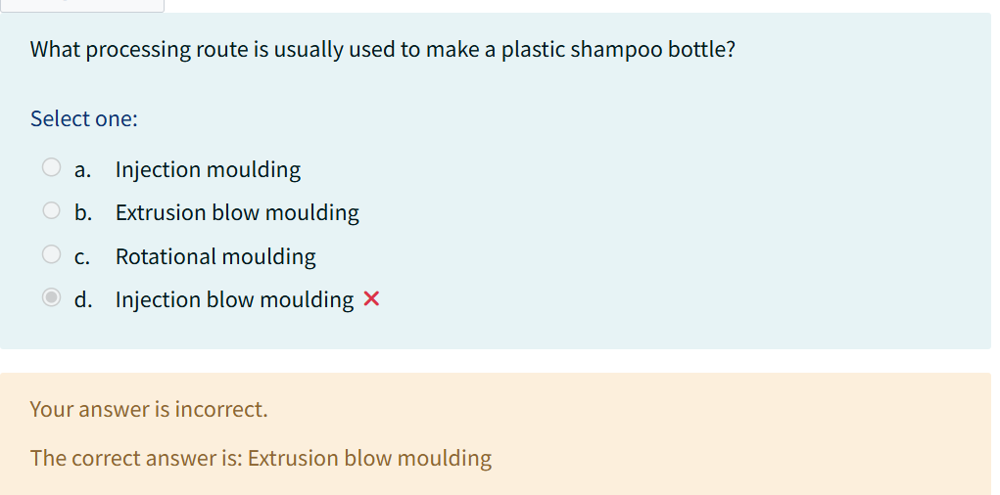 What processing route is usually used to make a plastic shampoo bottle?
Select one:
a. Injection moulding
b. Extrusion blow moulding
c. Rotational moulding
d. Injection blow moulding
Your answer is incorrect.
The correct answer is: Extrusion blow moulding